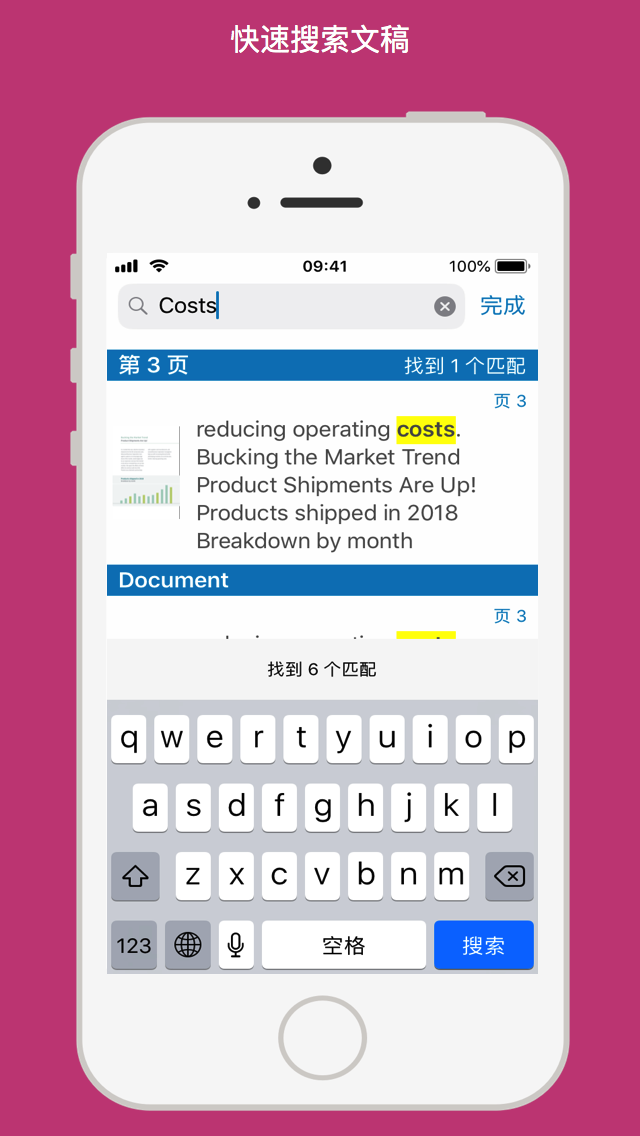 快速搜索文稿
09:41
100%
Costs
完成
第 3 页
找到 1 个匹配
页 3
reducing operating costs.
Bucking the Market Trend
Product Shipments Are Up!
Products shipped in 2018
Breakdown by month
Document
页 3
找到 6 个匹配
q w e r t y u i o p
a s d f g h j k l
z x c v b n m
123
空格
搜索